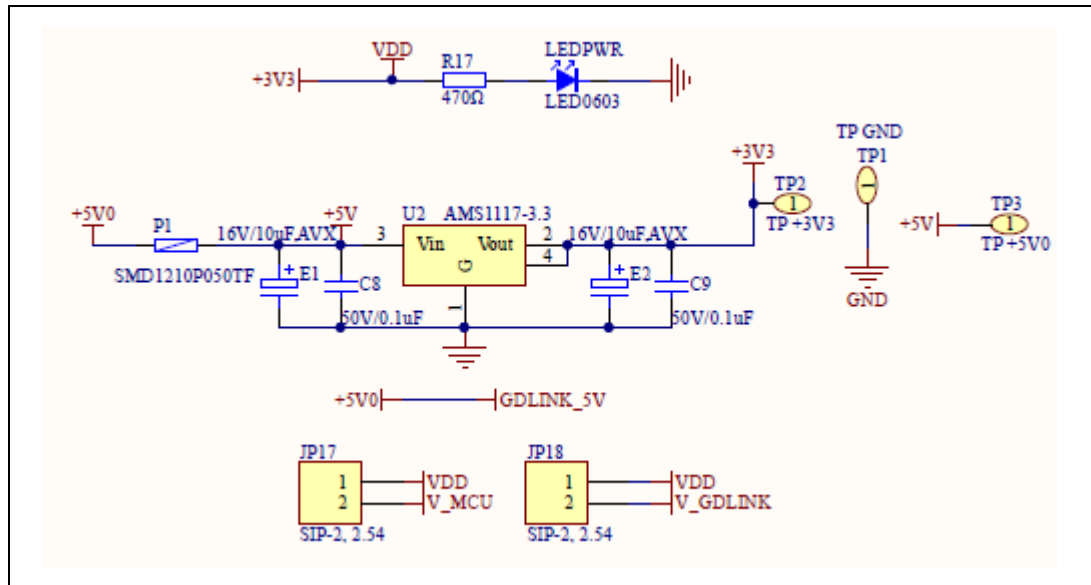 VDD
LEDPWR
R17
+3V3
470Ω
LED0603
TP GND
TP1
+3V3
TP2
1
1
TP +3V3
TP3
+5V
1
TP +5V0
+5V0
P1
+5V
U2 AMS1117-3.3
16V/10uF,AVX
3
Vin Vout
2
16V/10uF,AVX
4
G
SMD1210P050TF
E1
C8
E2
C9
1
50V/0.1uF
50V/0.1uF
GND
+5V0 GDLINK_5V
JP17
1 VDD
2 V_MCU
SIP-2, 2.54
JP18
1 VDD
2 V_GDLINK
SIP-2, 2.54